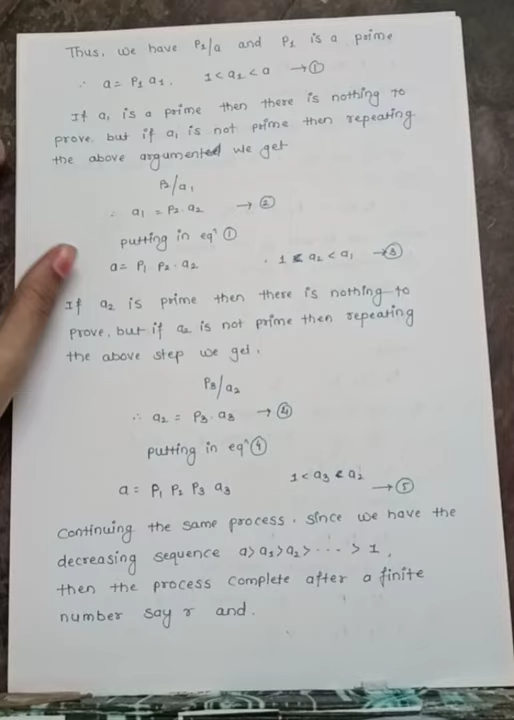 Thus, we have P₁/a and P₁ is a prime
∴ a = P₁ a₁, 1 < a₁ < a → ①
If a₁ is a prime then there is nothing to
prove but if a₁ is not prime then repeating
the above argumented we get
P₂/a₁
∴ a₁ = P₂. a₂ → ②
putting in eqⁿ ①
a = P₁ P₂ . a₂ . 1 < a₂ < a₁ → ③
If a₂ is prime then there is nothing to
prove, but if a₂ is not prime then repeating
the above step we get,
P₃/a₂
∴ a₂ = P₃. a₃ → ④
putting in eqⁿ ④
a = P₁ P₂ P₃ a₃ 1 < a₃ < a₂ → ⑤
Continuing the same process, since we have the
decreasing sequence a > a₁ > a₂ > ... > 1,
then the process complete after a finite
number say r and.